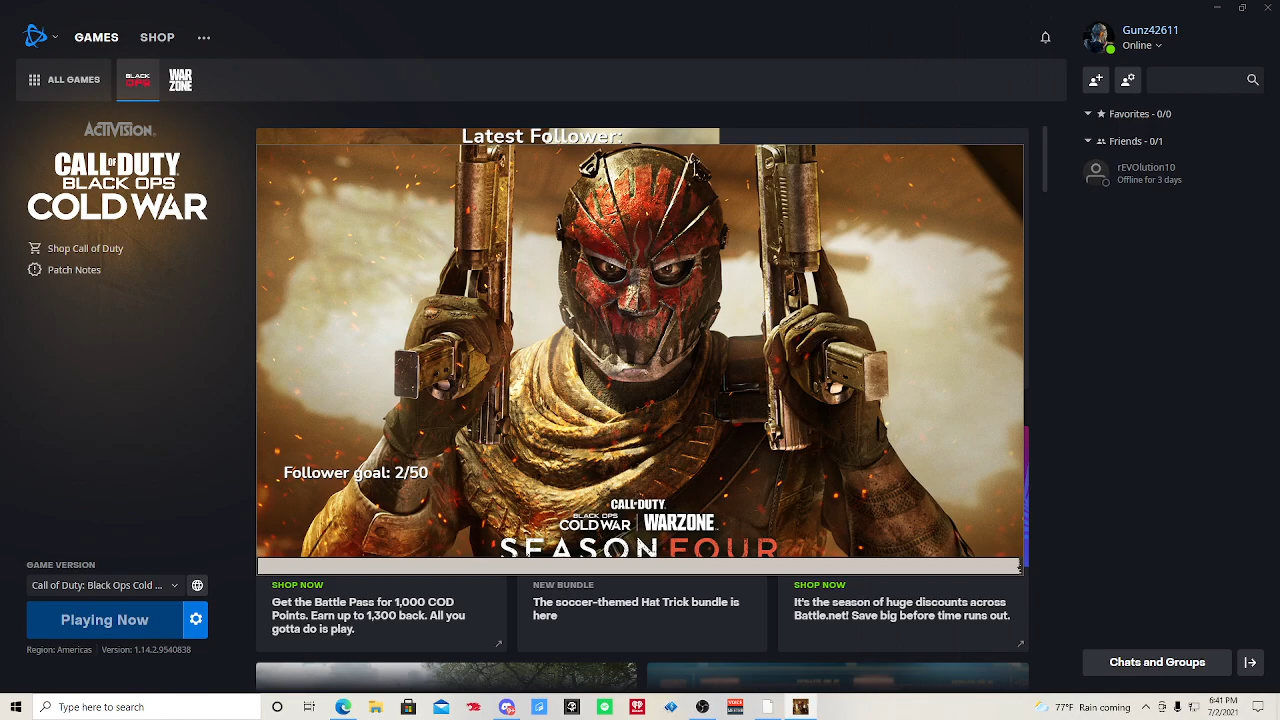 GAMES
SHOP
Gunz42611
Online
ALL GAMES
BLACK OPS
WAR ZONE
ACTIVISION
Favorites - 0/0
CALL OF DUTY
BLACK OPS
COLD WAR
Latest Follower:
Friends - 0/1
rEVOlution10
Offline for 3 days
Shop Call of Duty
Patch Notes
Follower goal: 2/50
CALL OF DUTY
BLACK OPS
COLD WAR | WARZONE
SEASON FOUR
GAME VERSION
Call of Duty: Black Ops Cold ...
Playing Now
Region: Americas | Version: 1.14.2.9540838
SHOP NOW
Get the Battle Pass for 1,000 COD
Points. Earn up to 1,300 back. All you
gotta do is play.
NEW BUNDLE
The soccer-themed Hat Trick bundle is
here
SHOP NOW
It's the season of huge discounts across
Battle.net! Save big before time runs out.
Chats and Groups
Type here to search
77°F Rain coming
5:41 PM
7/2/2021